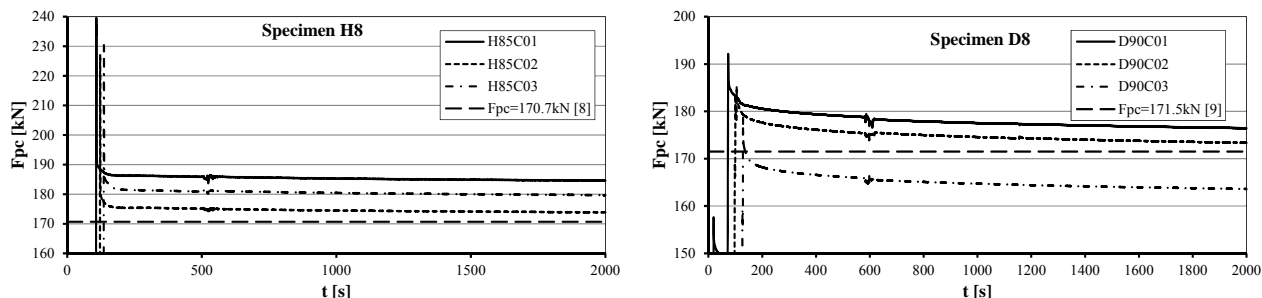 Specimen H8
Fpc [kN]
240
230
220
210
200
190
180
170
160
H85C01
H85C02
H85C03
Fpc=170.7kN [8]
0 500 1000 1500 2000
t [s]
Specimen D8
Fpc [kN]
200
190
180
170
160
150
D90C01
D90C02
D90C03
Fpc=171.5kN [9]
0 200 400 600 800 1000 1200 1400 1600 1800 2000
t [s]